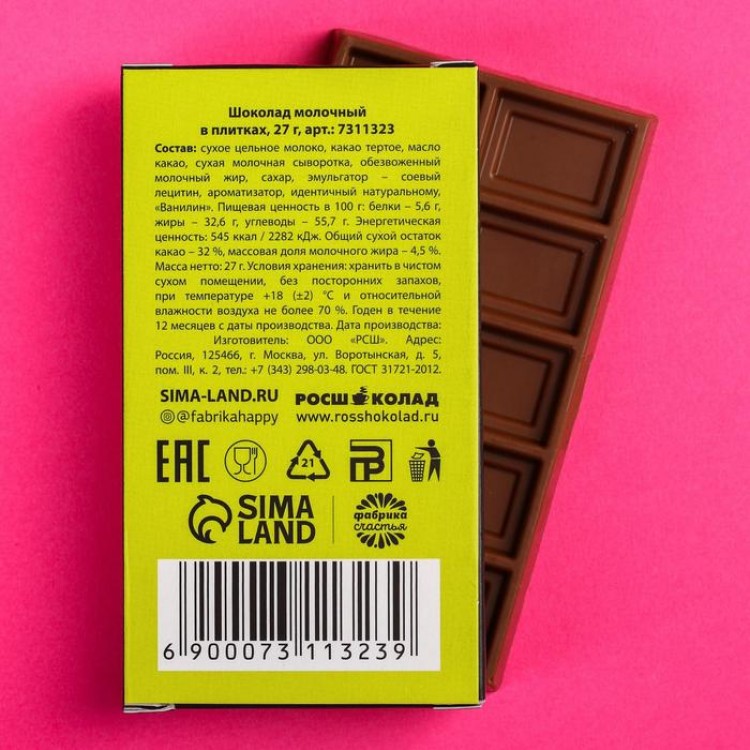 Шоколад молочный
в плитках, 27 г, арт.: 7311323
Состав: сухое цельное молоко, какао тертое, масло
какао, сухая молочная сыворотка, обезвоженный
молочный жир, сахар, эмульгатор – соевый
лецитин, ароматизатор, идентичный натуральному,
«Ванилин». Пищевая ценность в 100 г: белки – 5,6 г,
жиры – 32,6 г, углеводы – 55,7 г. Энергетическая
ценность: 545 ккал / 2282 кДж. Общий сухой остаток
какао – 32 %, массовая доля молочного жира – 4,5 %.
Масса нетто: 27 г. Условия хранения: хранить в чистом
сухом помещении, без посторонних запахов,
при температуре +18 (±2) °C и относительной
влажности воздуха не более 70 %. Годен в течение
12 месяцев с даты производства. Дата производства:
Изготовитель: ООО «РСШ». Адрес:
Россия, 125466, г. Москва, ул. Воротынская, д. 5,
пом. III, к. 2, тел.: +7 (343) 298-03-48. ГОСТ 31721-2012.
SIMA-LAND.RU РОСШОКОЛАД
@fabrikahappy www.rosshokolad.ru
EAC 21
SIMA фабрика
LAND счастья
6 900073 113239